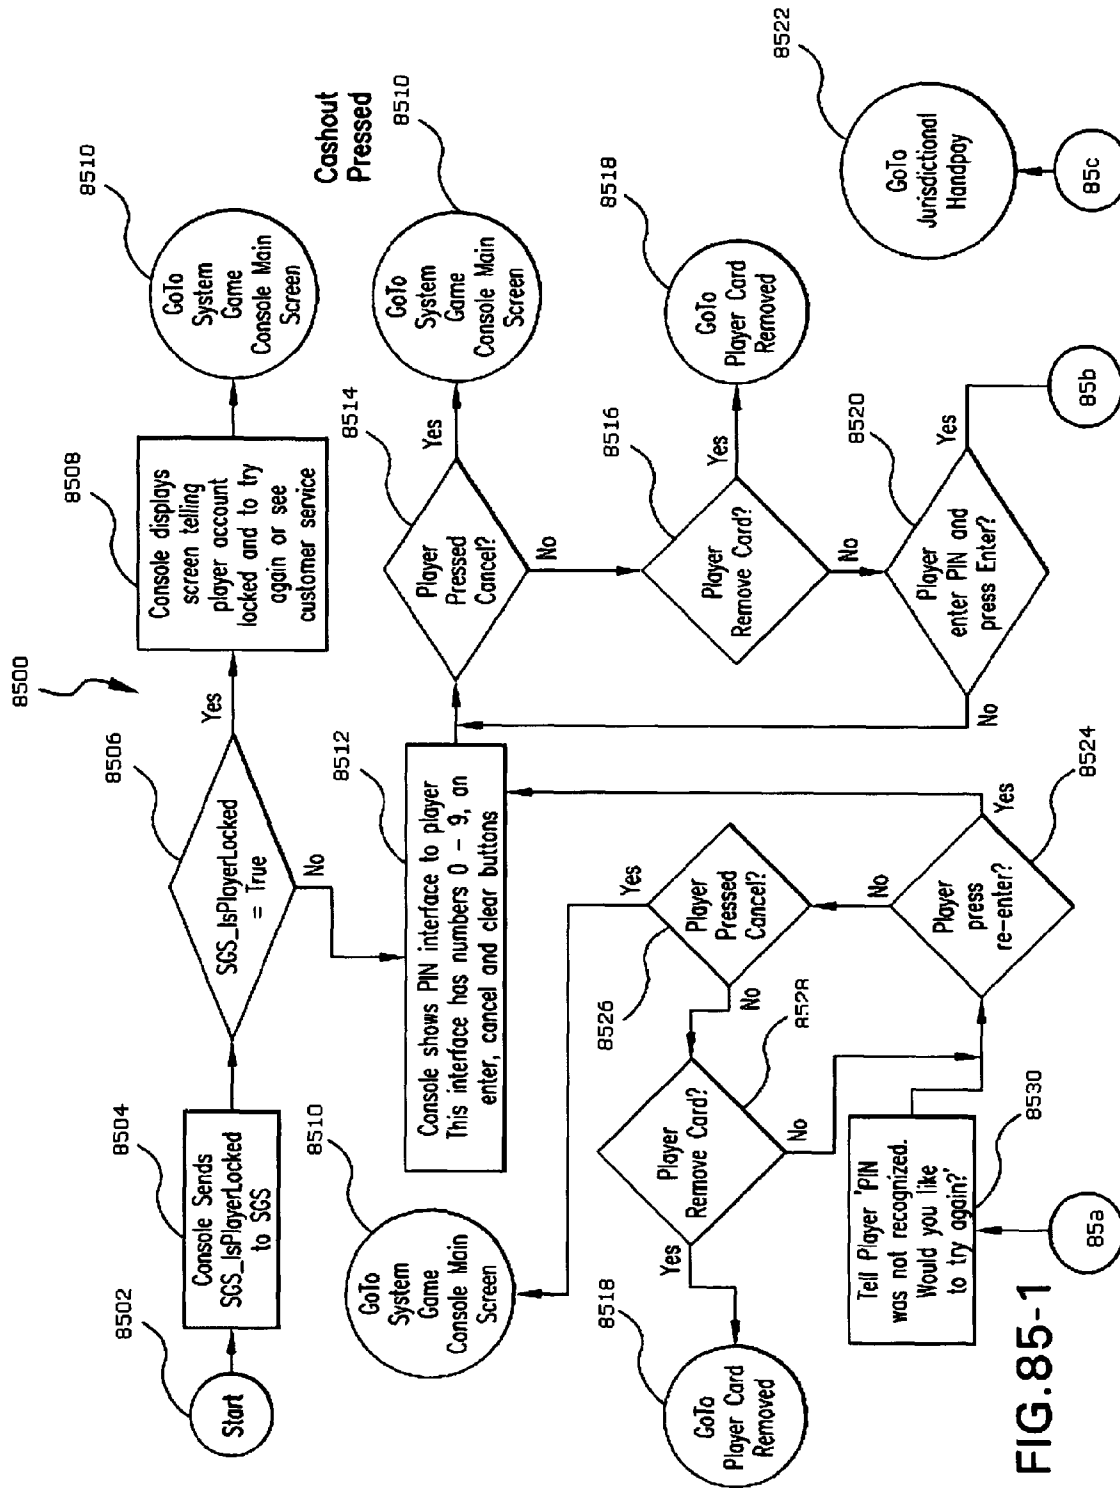 8500
Cashout
Pressed
8502
Start
8504
Console Sends
SGS_IsPlayerLocked
to SGS
8506
SGS_IsPlayerLocked
= True
Yes
No
8508
Console displays
screen telling
player account
locked and to try
again or see
customer service
8510
GoTo
System
Game
Console Main
Screen
8512
Console shows PIN interface to player
This interface has numbers 0 - 9, an
enter, cancel and clear buttons
8514
Player
Pressed
Cancel?
Yes
No
8510
GoTo
System
Game
Console Main
Screen
8516
Player
Remove Card?
Yes
No
8518
GoTo
Player Card
Removed
8520
Player
enter PIN and
press Enter?
Yes
No
85b
8522
GoTo
Jurisdictional
Handpay
85c
8510
GoTo
System
Game
Console Main
Screen
8526
Player
Pressed
Cancel?
Yes
No
8524
Player
press
re-enter?
Yes
No
8528
Player
Remove Card?
Yes
No
8518
GoTo
Player Card
Removed
8530
Tell Player 'PIN
was not recognized.
Would you like
to try again?'
85a
FIG.85-1